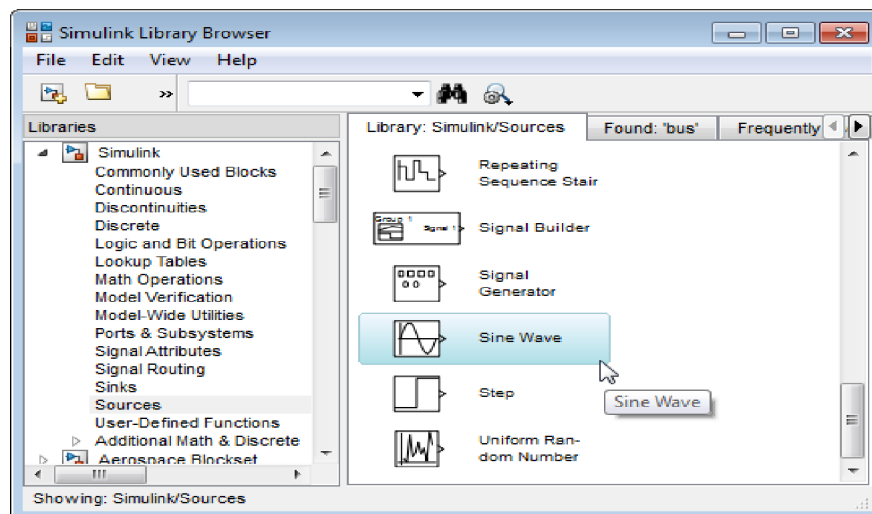 Simulink Library Browser
File Edit View Help
»
Libraries
Simulink
Commonly Used Blocks
Continuous
Discontinuities
Discrete
Logic and Bit Operations
Lookup Tables
Math Operations
Model Verification
Model-Wide Utilities
Ports & Subsystems
Signal Attributes
Signal Routing
Sinks
Sources
User-Defined Functions
Additional Math & Discrete
Aerospace Blockset
Library: Simulink/Sources Found: 'bus' Frequently
Repeating
Sequence Stair
Group 1
Signal 1
Signal Builder
Signal
Generator
Sine Wave
Step
Sine Wave
Uniform Ran-
dom Number
Showing: Simulink/Sources